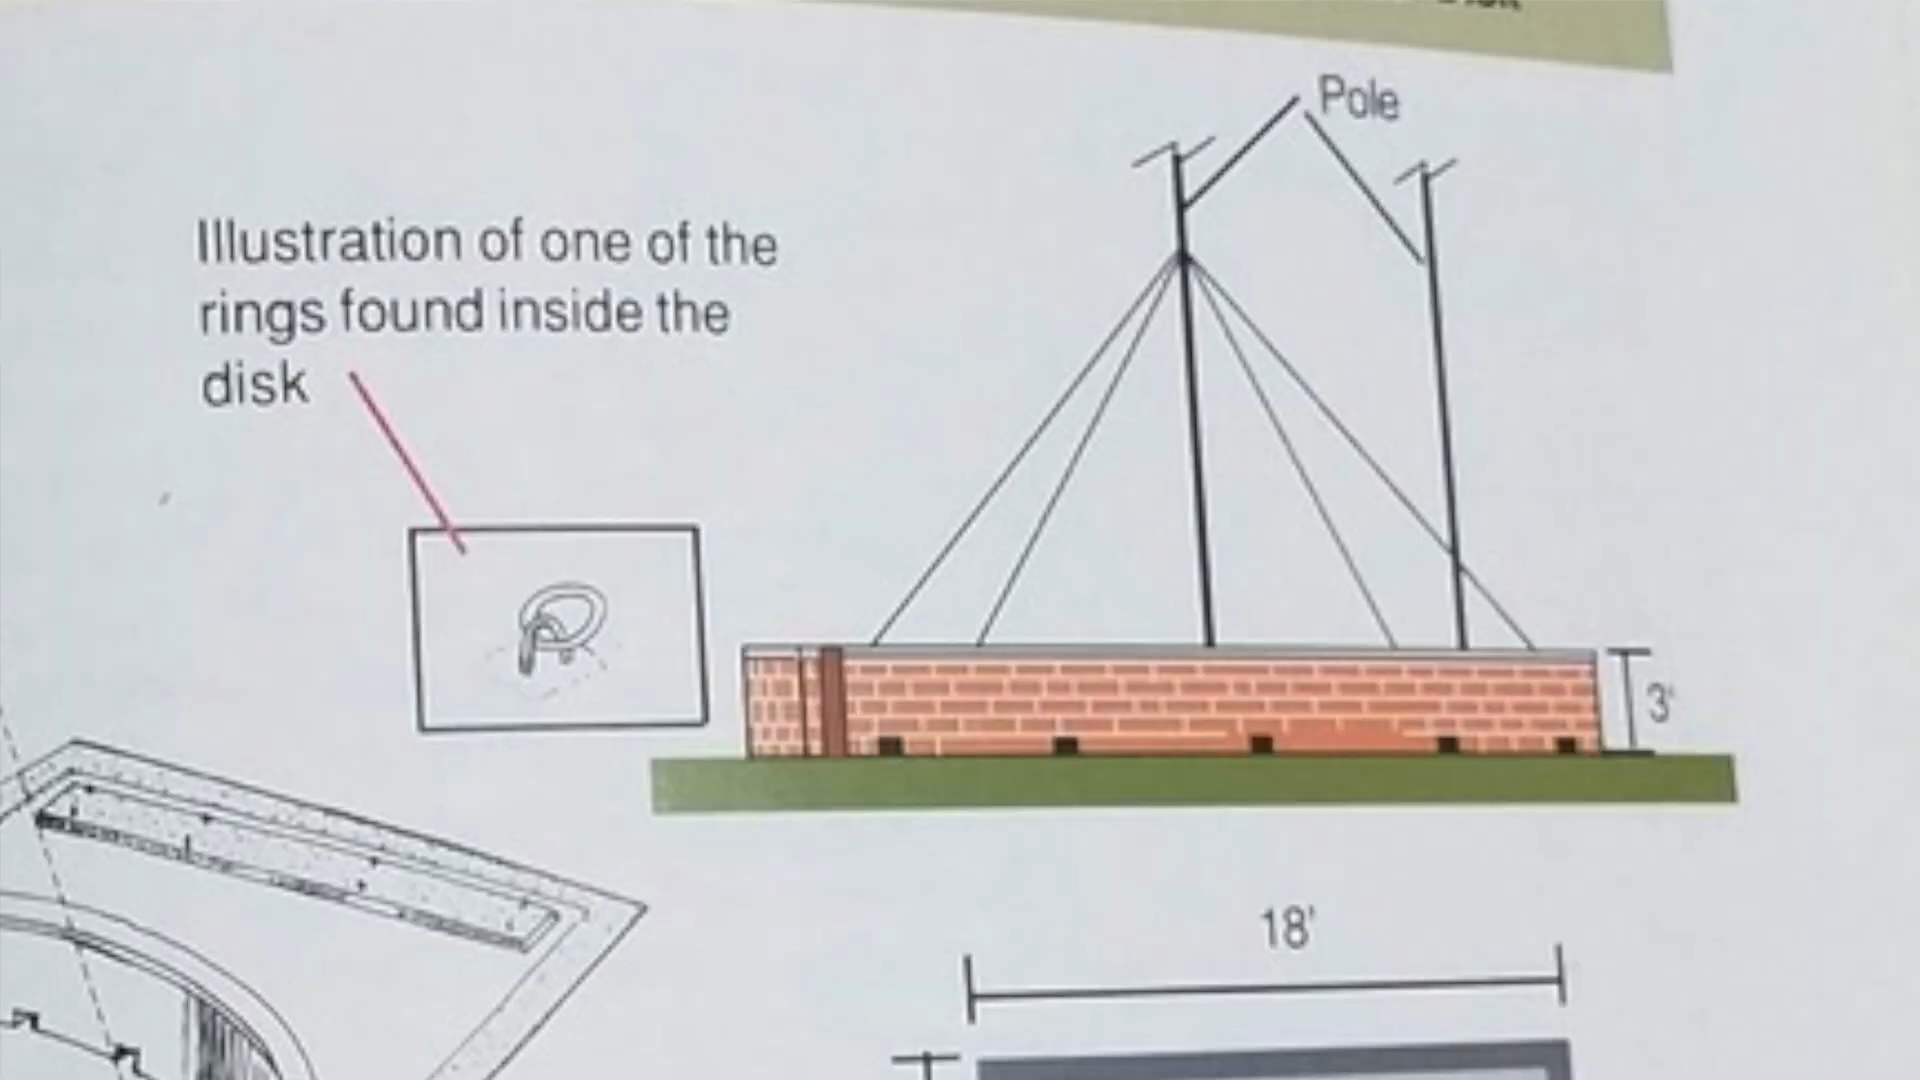 Pole
Illustration of one of the
rings found inside the
disk
3'
18'